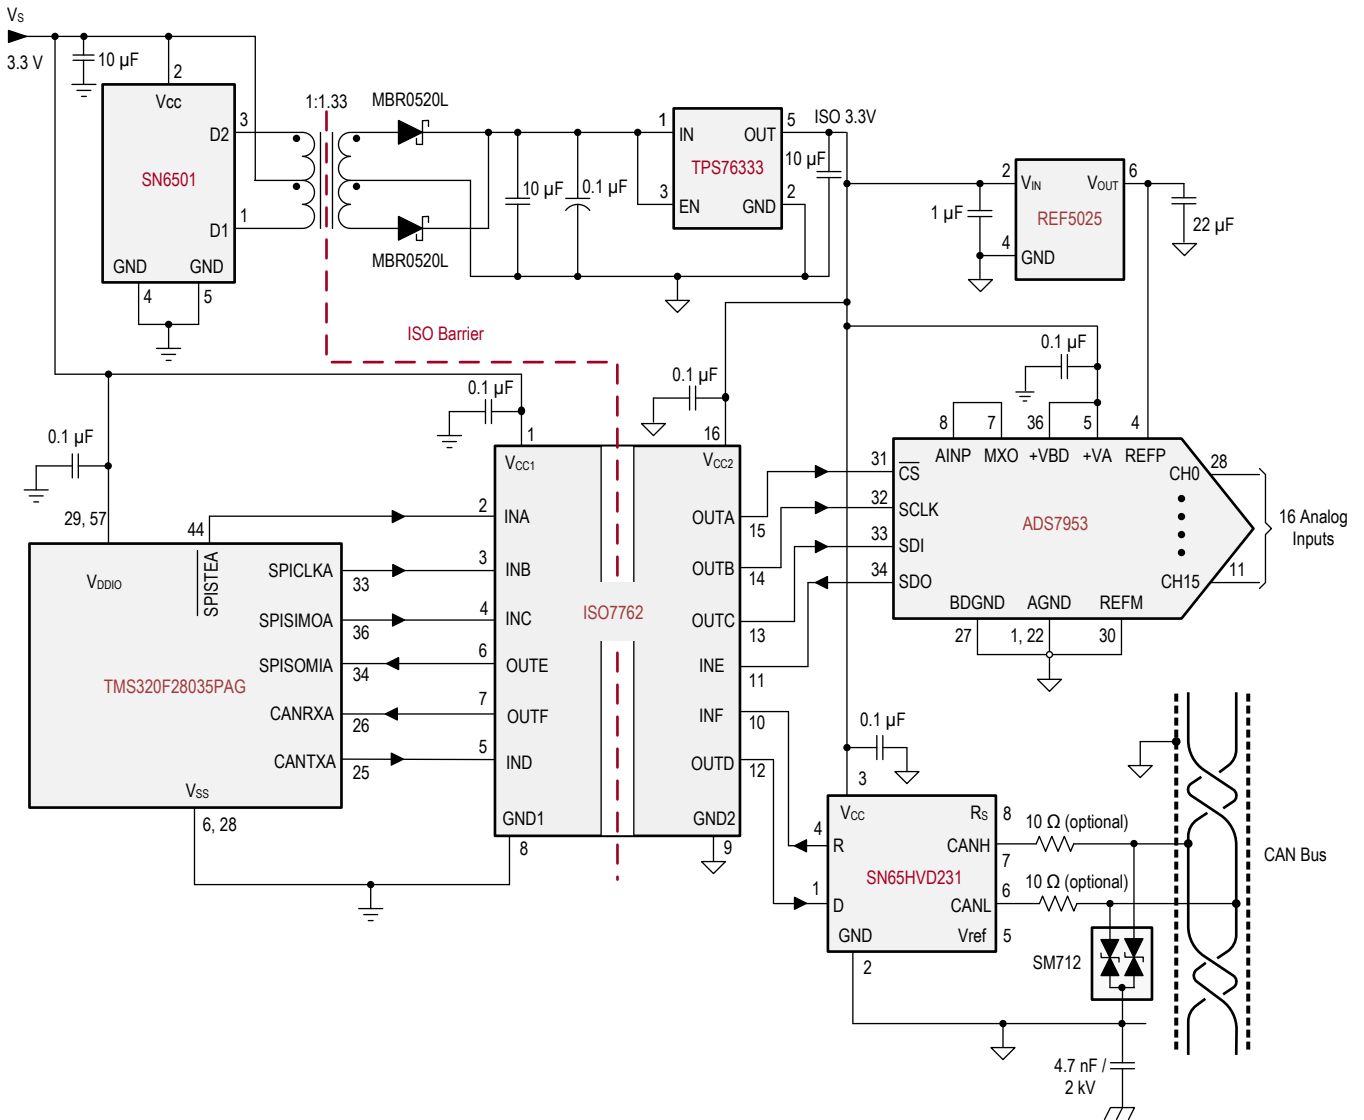 Vs
3.3 V
10 µF
2
Vcc
D2
3
SN6501
D1
1
GND
GND
4
5
1:1.33
MBR0520L
MBR0520L
10 µF
0.1 µF
1
IN
OUT
5
TPS76333
3
EN
GND
2
ISO 3.3V
10 µF
2
VIN
VOUT
6
REF5025
1 µF
4
GND
22 µF
ISO Barrier
0.1 µF
29, 57
44
VDDIO
SPISTEA
SPICLKA
33
SPISIMOA
36
SPISOMIA
34
TMS320F28035PAG
CANRXA
26
CANTXA
25
VSS
6, 28
0.1 µF
1
VCC1
2
INA
3
INB
4
INC
6
OUTE
7
OUTF
5
IND
GND1
8
ISO7762
0.1 µF
16
VCC2
OUTA
15
OUTB
14
OUTC
13
INE
11
INF
10
OUTD
12
GND2
9
0.1 µF
8
7
36
5
4
AINP
MXO
+VBD
+VA
REFP
31
CS
32
SCLK
33
SDI
34
SDO
ADS7953
CH0
28
CH15
11
16 Analog
Inputs
BDGND
AGND
REFM
27
1, 22
30
0.1 µF
3
VCC
RS
8
4
R
CANH
7
SN65HVD231
1
D
CANL
6
GND
Vref
5
2
10 Ω (optional)
10 Ω (optional)
SM712
CAN Bus
4.7 nF /
2 kV